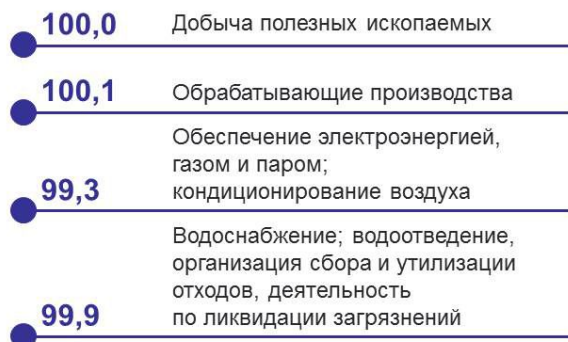 100,0 Добыча полезных ископаемых
100,1 Обрабатывающие производства
Обеспечение электроэнергией,
газом и паром;
99,3 кондиционирование воздуха
Водоснабжение; водоотведение,
организация сбора и утилизации
отходов, деятельность
99,9 по ликвидации загрязнений